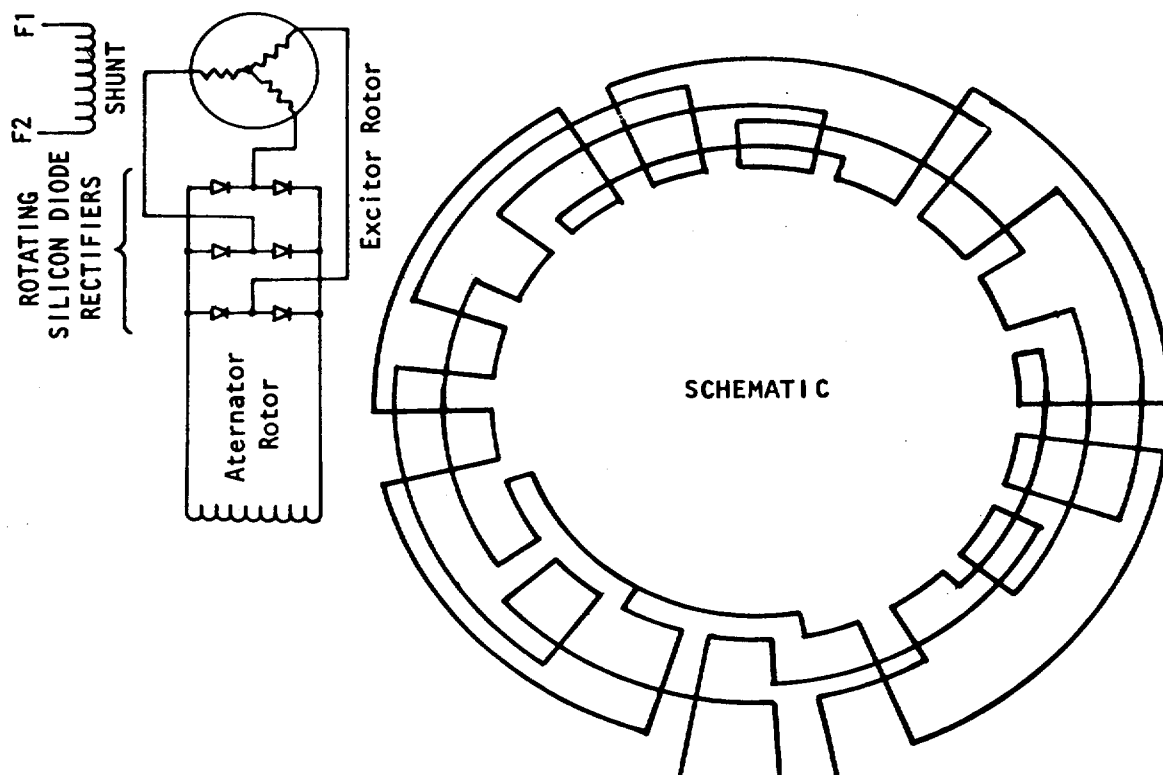 F1
F2
SHUNT
ROTATING
SILICON DIODE
RECTIFIERS
Excitor Rotor
Aternator
Rotor
SCHEMATIC